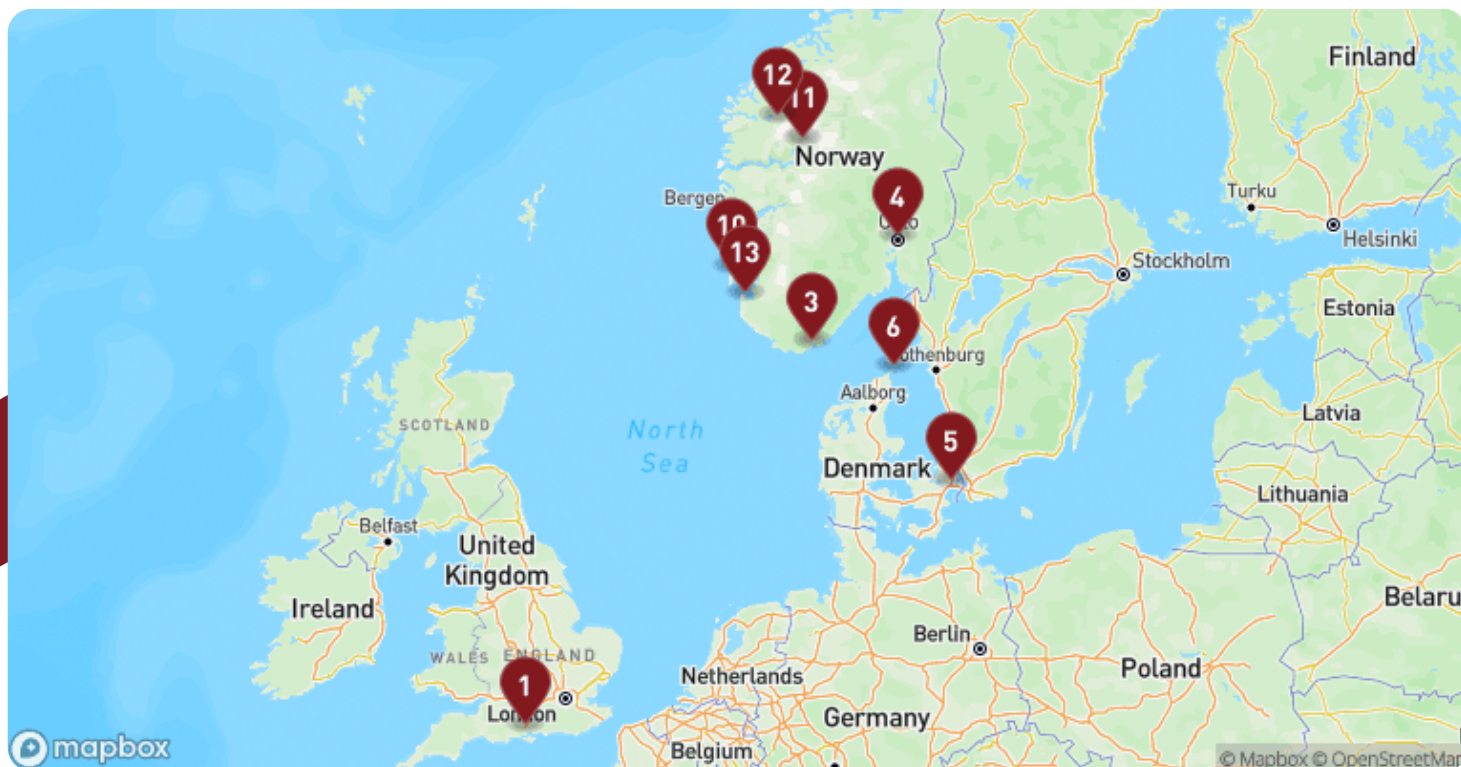 Finland
12
11
Norway
4
Turku
Bergen
Helsinki
10
13
Stockholm
3
6
Estonia
Aalborg
Latvia
SCOTLAND
North
Sea
5
Denmark
Lithuania
Belfast
United
Kingdom
Ireland
Belaru
Berlin
WALES
ENGLAND
Poland
1
Netherlands
London
Germany
Belgium
mapbox
© Mapbox © OpenStreetMap